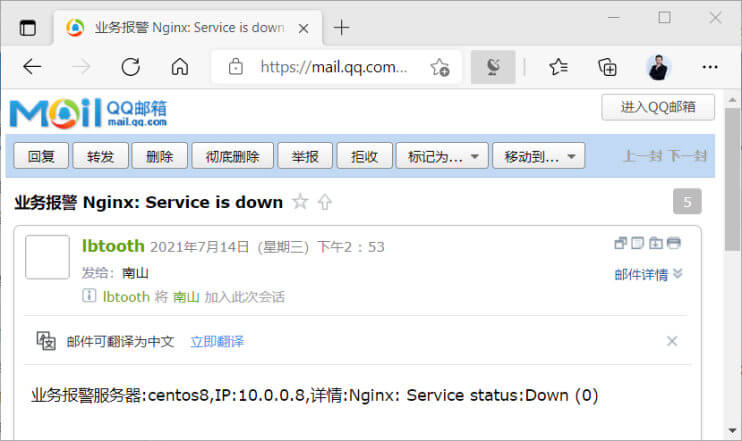 业务报警 Nginx: Service is down
https://mail.qq.com...
Mail QQ邮箱
mail.qq.com
进入QQ邮箱
回复 转发 删除 彻底删除 举报 拒收 标记为... 移动到... 上一封 下一封
业务报警 Nginx: Service is down
5
lbtooth 2021年7月14日 (星期三) 下午2:53
发给: 南山
邮件详情
lbtooth 将 南山 加入此次会话
邮件可翻译为中文 立即翻译
业务报警服务器:centos8,IP:10.0.0.8,详情:Nginx: Service status:Down (0)